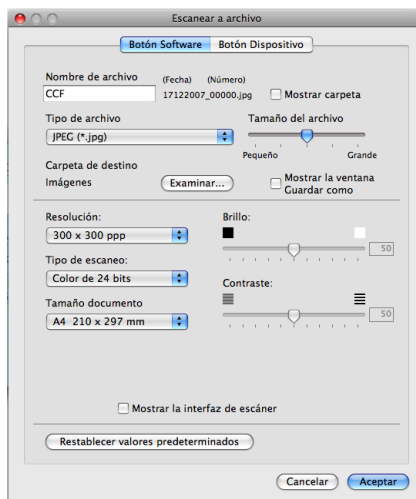 Escanear a archivo
Botón Software Botón Dispositivo
Nombre de archivo (Fecha) (Número)
CCF 17122007_00000.jpg Mostrar carpeta
Tipo de archivo Tamaño del archivo
JPEG (*.jpg)
Pequeño Grande
Carpeta de destino
Imágenes Examinar... Mostrar la ventana
Guardar como
Resolución: Brillo:
300 x 300 ppp
50
Tipo de escaneo:
Color de 24 bits
Contraste:
Tamaño documento
A4 210 x 297 mm 50
Mostrar la interfaz de escáner
Restablecer valores predeterminados
Cancelar Aceptar